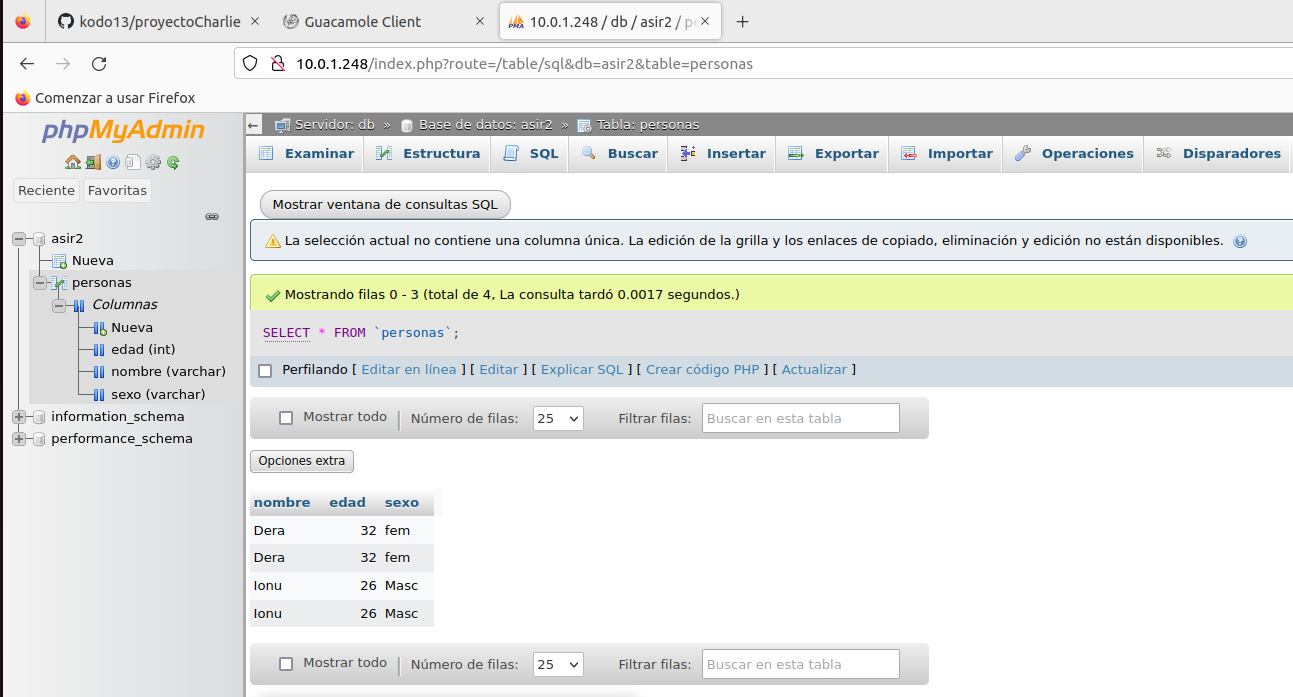 kodo13/proyectoCharlie
Guacamole Client
10.0.1.248 / db / asir2 / pe
10.0.1.248/index.php?route=/table/sql&db=asir2&table=personas
Comenzar a usar Firefox
phpMyAdmin
Reciente Favoritas
asir2
Nueva
personas
Columnas
Nueva
edad (int)
nombre (varchar)
sexo (varchar)
information_schema
performance_schema
Servidor: db » Base de datos: asir2 » Tabla: personas
Examinar Estructura SQL Buscar Insertar Exportar Importar Operaciones Disparadores
Mostrar ventana de consultas SQL
La selección actual no contiene una columna única. La edición de la grilla y los enlaces de copiado, eliminación y edición no están disponibles.
Mostrando filas 0 - 3 (total de 4, La consulta tardó 0.0017 segundos.)
SELECT * FROM `personas`;
Perfilando [ Editar en línea ] [ Editar ] [ Explicar SQL ] [ Crear código PHP ] [ Actualizar ]
Mostrar todo | Número de filas: 25 Filtrar filas: Buscar en esta tabla
Opciones extra
nombre edad sexo
Dera 32 fem
Dera 32 fem
Ionu 26 Masc
Ionu 26 Masc
Mostrar todo | Número de filas: 25 Filtrar filas: Buscar en esta tabla